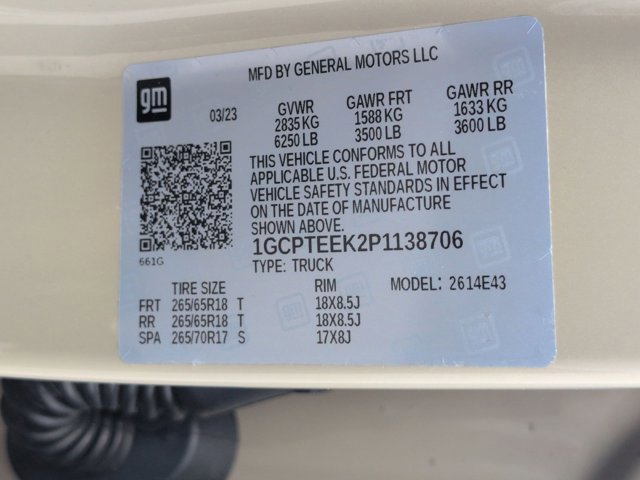 MFD BY GENERAL MOTORS LLC
gm
03/23
GVWR GAWR FRT GAWR RR
2835 KG 1588 KG 1633 KG
6250 LB 3500 LB 3600 LB
THIS VEHICLE CONFORMS TO ALL
APPLICABLE U.S. FEDERAL MOTOR
VEHICLE SAFETY STANDARDS IN EFFECT
ON THE DATE OF MANUFACTURE
SHOWN ABOVE.
1GCPTEEK2P1138706
661G
TYPE: TRUCK
MODEL: 2614E43
TIRE SIZE RIM
FRT 265/65R18 T 18X8.5J
RR 265/65R18 T 18X8.5J
SPA 265/70R17 S 17X8J